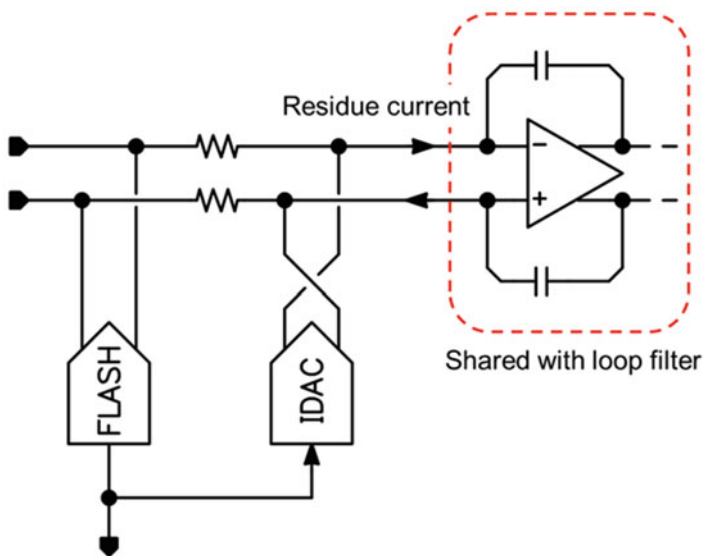 Residue current
−
+
Shared with loop filter
FLASH
IDAC